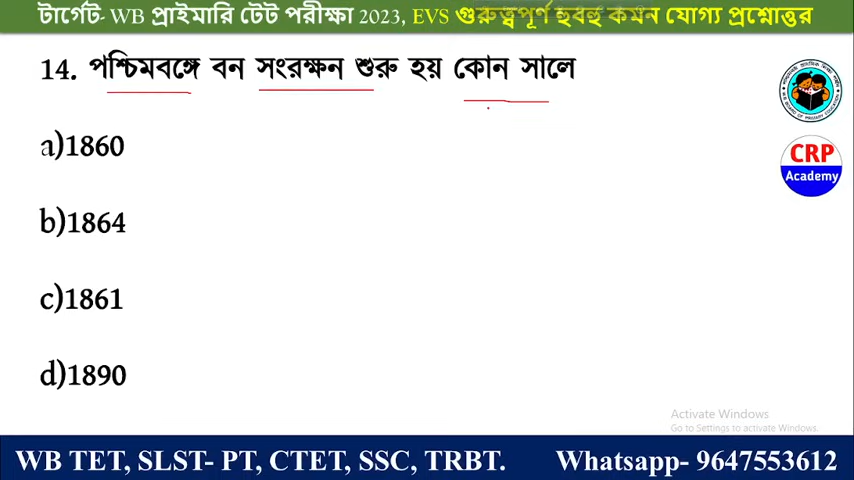 টার্গেট- WB প্রাইমারি টেট পরীক্ষা 2023, EVS গুরুত্বপূর্ণ হুবহু কমন যোগ্য প্রশ্নোত্তর
14. পশ্চিমবঙ্গে বন সংরক্ষন শুরু হয় কোন সালে
a)1860
b)1864
c)1861
d)1890
CRP
Academy
Activate Windows
Go to Settings to activate Windows.
WB TET, SLST- PT, CTET, SSC, TRBT. Whatsapp- 9647553612